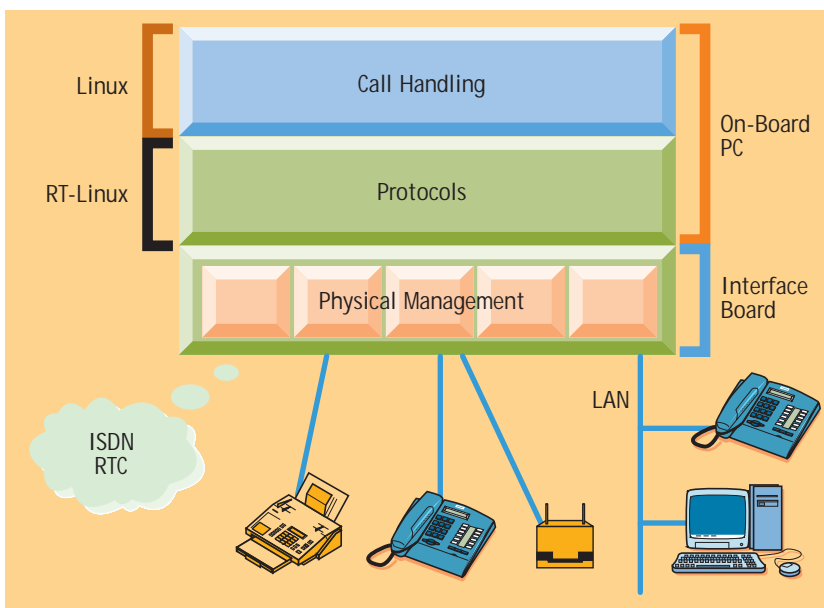 Linux
Call Handling
On-Board
PC
RT-Linux
Protocols
Physical Management
Interface
Board
LAN
ISDN
RTC